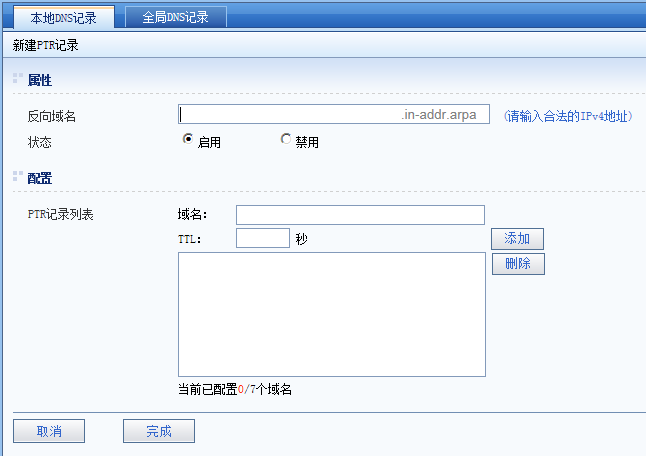 本地DNS记录 全局DNS记录
新建PTR记录
属性
反向域名 .in-addr.arpa (请输入合法的IPv4地址)
状态 启用 禁用
配置
PTR记录列表 域名:
TTL: 秒 添加
删除
当前已配置0/7个域名
取消 完成